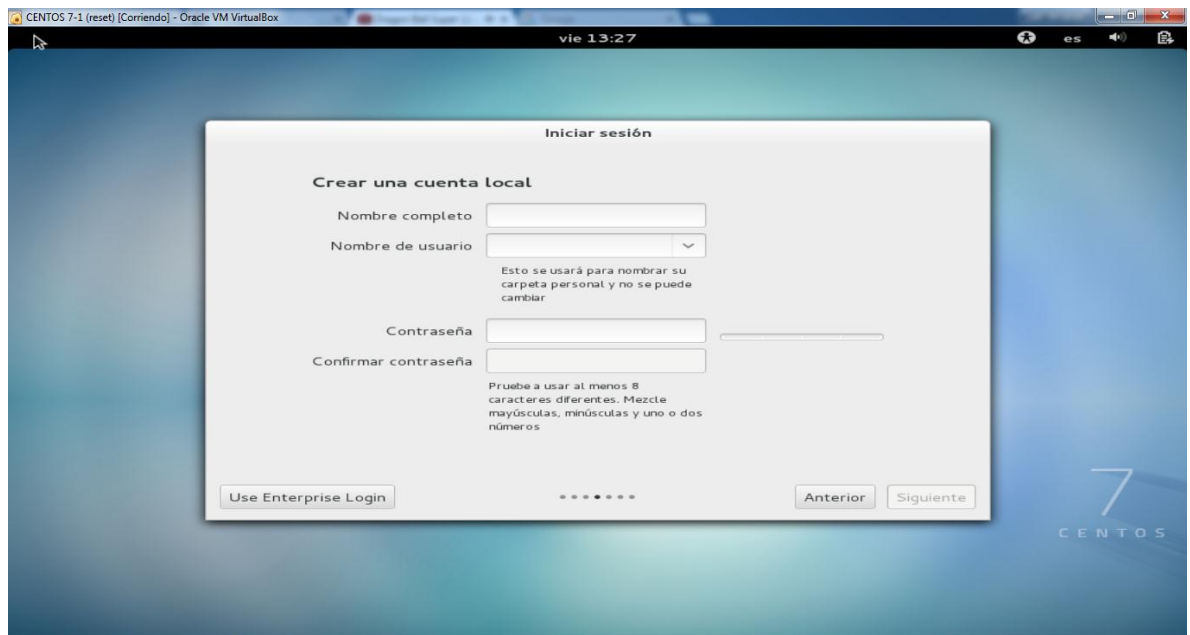 CENTOS 7-1 (reset) [Corriendo] - Oracle VM VirtualBox
vie 13:27
es
Iniciar sesión
Crear una cuenta local
Nombre completo
Nombre de usuario
Esto se usará para nombrar su
carpeta personal y no se puede
cambiar
Contraseña
Confirmar contraseña
Pruebe a usar al menos 8
caracteres diferentes. Mezcle
mayúsculas, minúsculas y uno o dos
números
Use Enterprise Login
Anterior
Siguiente
7
CENTOS